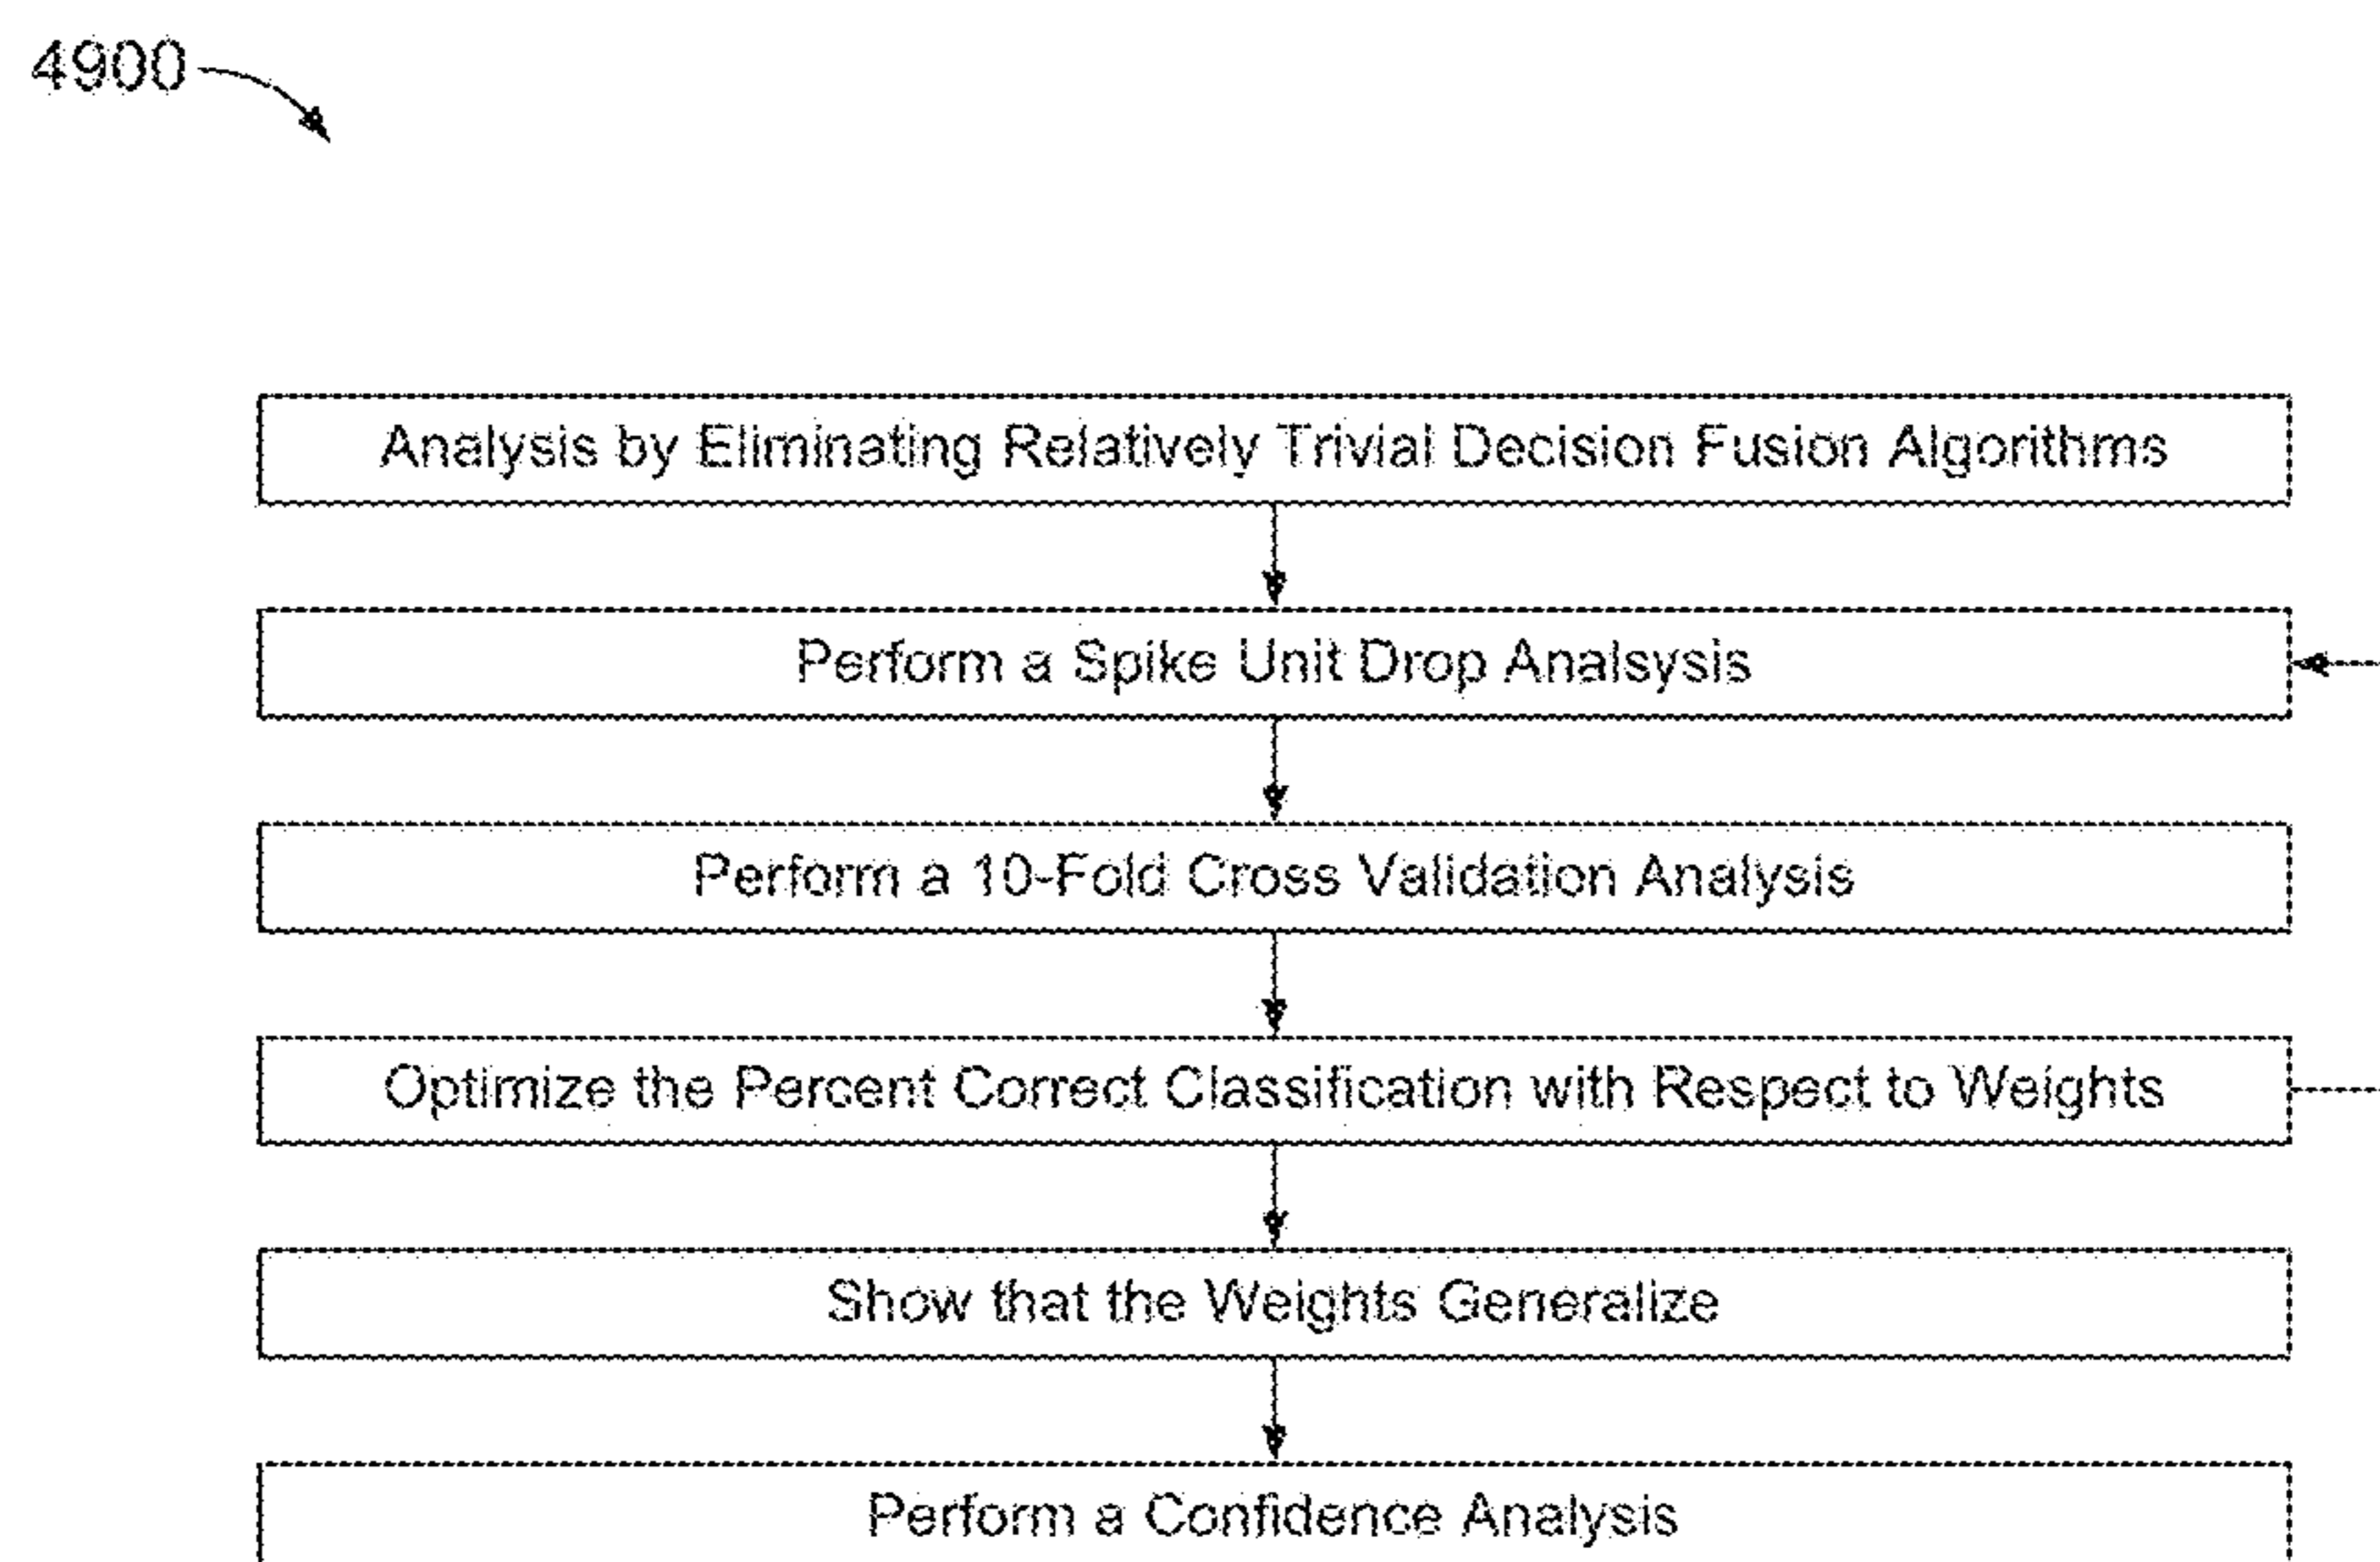 4900
Analysis by Eliminating Relatively Trivial Decision Fusion Algorithms
Perform a Spike Unit Drop Analsysis
Perform a 10-Fold Cross Validation Analysis
Optimize the Percent Correct Classification with Respect to Weights
Show that the Weights Generalize
Perform a Confidence Analysis